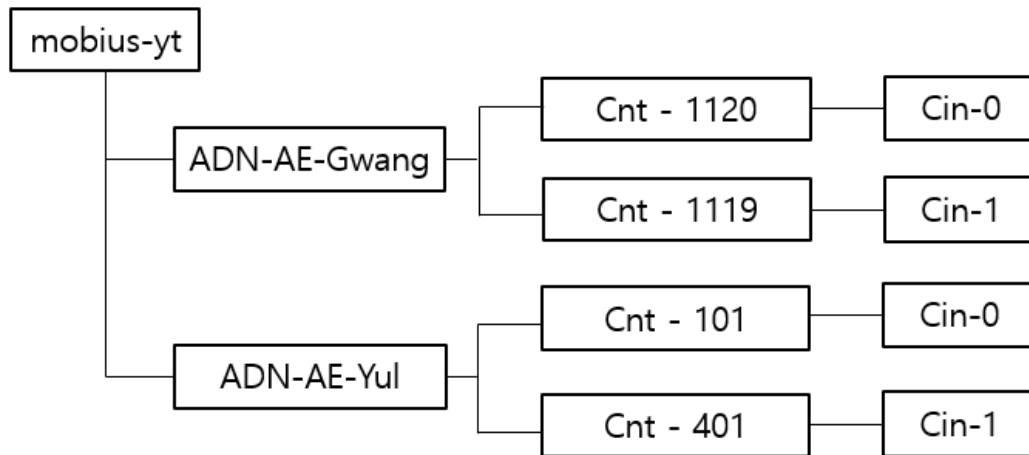 mobius-yt
ADN-AE-Gwang
Cnt - 1120
Cin-0
Cnt - 1119
Cin-1
ADN-AE-Yul
Cnt - 101
Cin-0
Cnt - 401
Cin-1